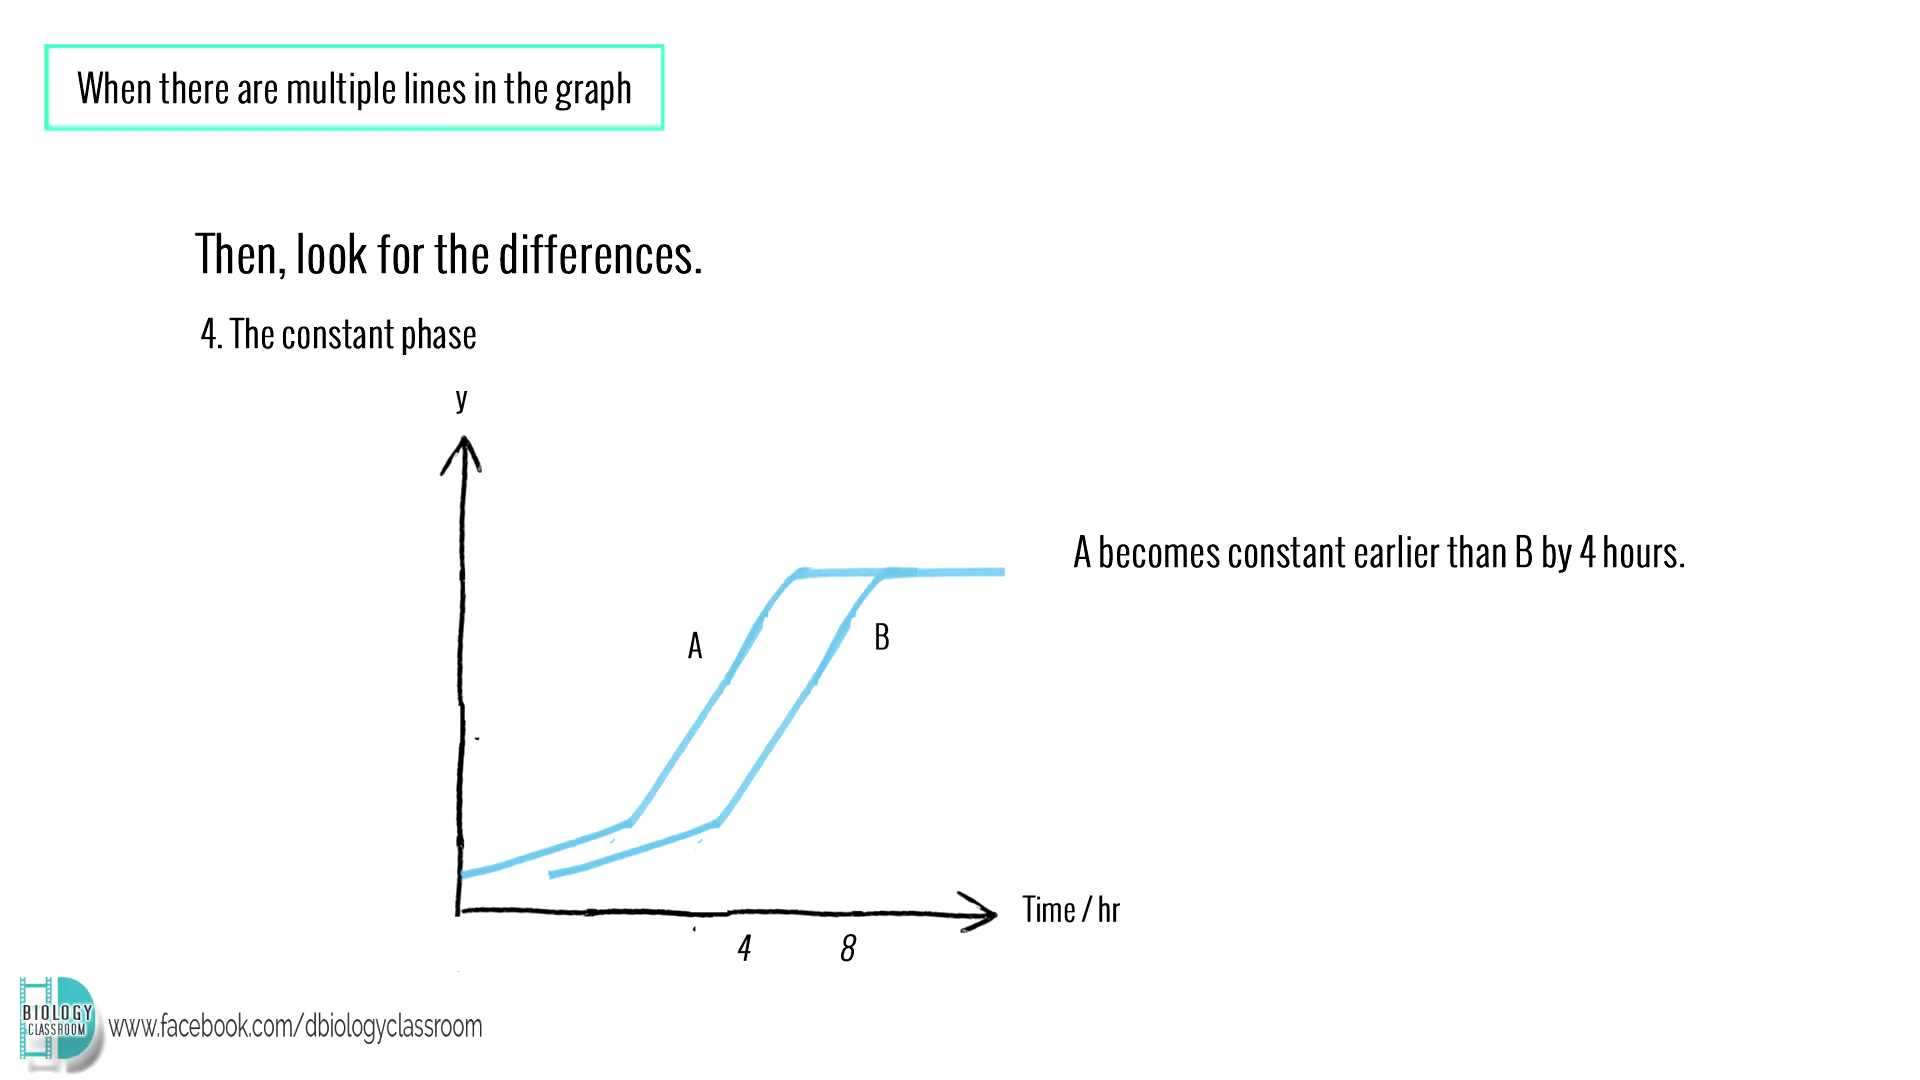 When there are multiple lines in the graph
Then, look for the differences.
4. The constant phase
y
A becomes constant earlier than B by 4 hours.
A
B
Time / hr
4
8
BIOLOGY
CLASSROOM
www.facebook.com/dbiologyclassroom